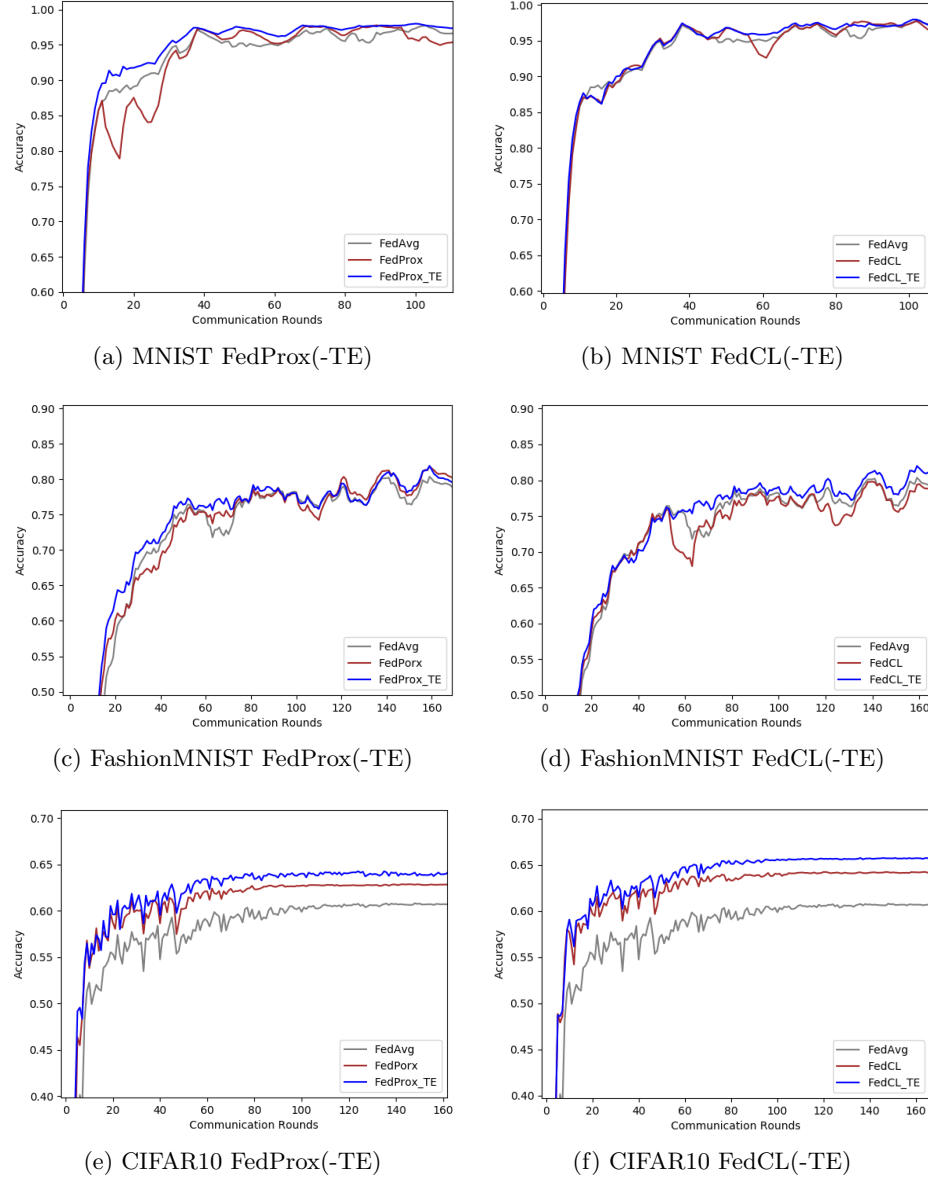 1.00
0.95
0.90
0.85
0.80
0.75
0.70
0.65
0.60
Accuracy
0 20 40 60 80 100
Communication Rounds
FedAvg
FedProx
FedProx_TE
(a) MNIST FedProx(-TE)
1.00
0.95
0.90
0.85
0.80
0.75
0.70
0.65
0.60
Accuracy
0 20 40 60 80 100
Communication Rounds
FedAvg
FedCL
FedCL_TE
(b) MNIST FedCL(-TE)
0.90
0.85
0.80
0.75
0.70
0.65
0.60
0.55
0.50
Accuracy
0 20 40 60 80 100 120 140 160
Communication Rounds
FedAvg
FedPorx
FedProx_TE
(c) FashionMNIST FedProx(-TE)
0.90
0.85
0.80
0.75
0.70
0.65
0.60
0.55
0.50
Accuracy
0 20 40 60 80 100 120 140 160
Communication Rounds
FedAvg
FedCL
FedCL_TE
(d) FashionMNIST FedCL(-TE)
0.70
0.65
0.60
0.55
0.50
0.45
0.40
Accuracy
0 20 40 60 80 100 120 140 160
Communication Rounds
FedAvg
FedPorx
FedProx_TE
(e) CIFAR10 FedProx(-TE)
0.70
0.65
0.60
0.55
0.50
0.45
0.40
Accuracy
0 20 40 60 80 100 120 140 160
Communication Rounds
FedAvg
FedCL
FedCL_TE
(f) CIFAR10 FedCL(-TE)